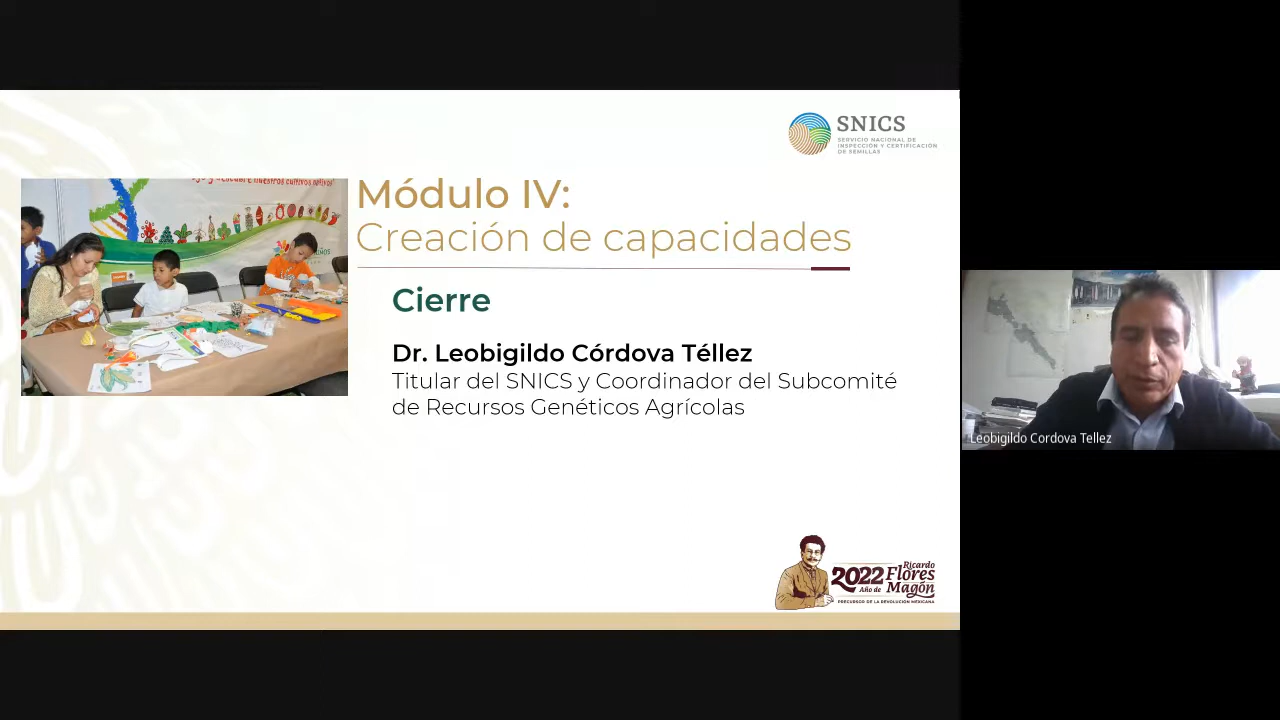 SNICS
SERVICIO NACIONAL DE
INSPECCIÓN Y CERTIFICACIÓN
DE SEMILLAS
Módulo IV:
Creación de capacidades
Cierre
Dr. Leobigildo Córdova Téllez
Titular del SNICS y Coordinador del Subcomité
de Recursos Genéticos Agrícolas
Leobigildo Cordova Tellez
2022 Ricardo
Año de Flores
Magón
PRECURSOR DE LA REVOLUCIÓN MEXICANA